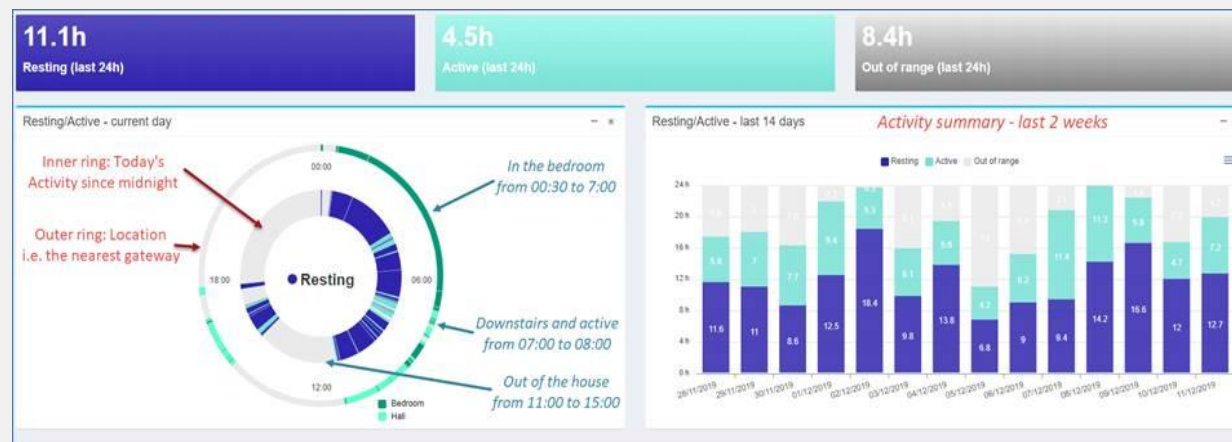 11.1h
Resting (last 24h)
4.5h
Active (last 24h)
8.4h
Out of range (last 24h)
Resting/Active - current day
Inner ring: Today's
Activity since midnight
Outer ring: Location
i.e. the nearest gateway
00:00
06:00
12:00
18:00
Resting
In the bedroom
from 00:30 to 7:00
Downstairs and active
from 07:00 to 08:00
Out of the house
from 11:00 to 15:00
Bedroom
Hall
Resting/Active - last 14 days
Activity summary - last 2 weeks
Resting
Active
Out of range
24 h
20 h
16 h
12 h
8 h
4 h
0 h
5.8
7
7.7
9.4
5.6
4.2
6.2
11.4
4.7
7.2
11.6
11
8.6
12.5
18.4
9.8
13.8
6.8
9
9.4
14.2
16.6
12
12.7
28/11/2019
29/11/2019
30/11/2019
01/12/2019
02/12/2019
03/12/2019
04/12/2019
05/12/2019
06/12/2019
07/12/2019
08/12/2019
09/12/2019
10/12/2019
11/12/2019